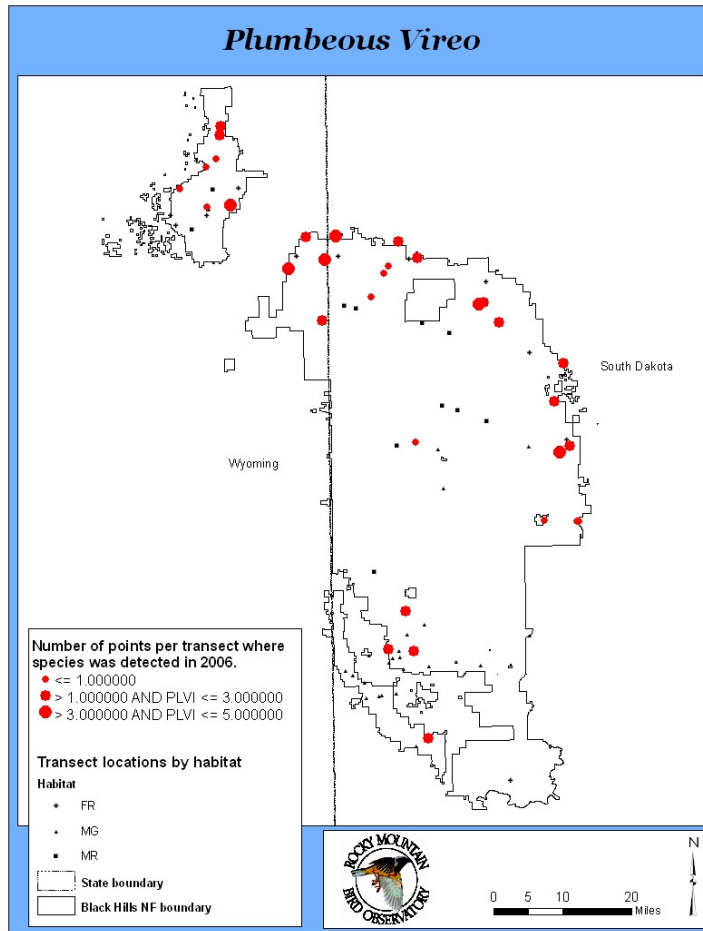 Plumbeous Vireo
South Dakota
Wyoming
Number of points per transect where
species was detected in 2006.
<= 1.000000
> 1.000000 AND PLVI <= 3.000000
> 3.000000 AND PLVI <= 5.000000
Transect locations by habitat
Habitat
FR
MG
MR
State boundary
Black Hills NF boundary
ROCKY MOUNTAIN
BIRD OBSERVATORY
N
0 5 10 20
Miles